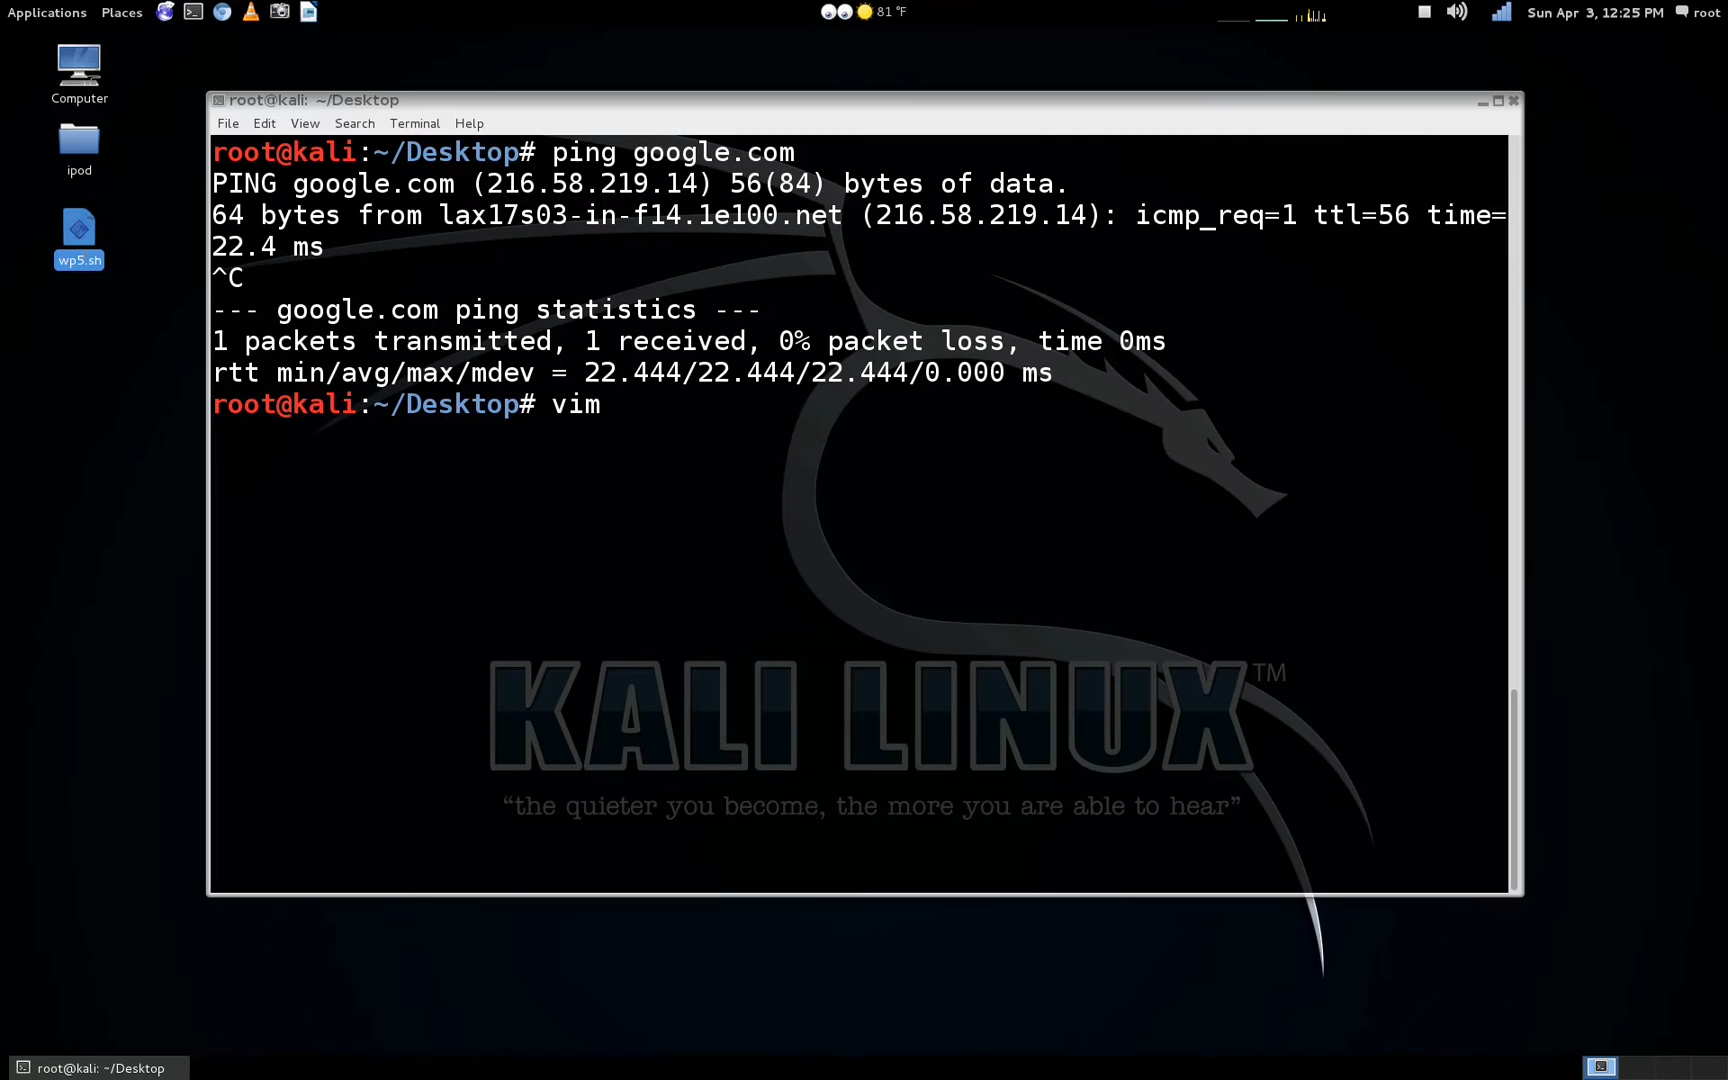 Applications Places 81 °F Sun Apr 3, 12:25 PM root
Computer
ipod
wp5.sh
root@kali: ~/Desktop
File Edit View Search Terminal Help
root@kali:~/Desktop# ping google.com
PING google.com (216.58.219.14) 56(84) bytes of data.
64 bytes from lax17s03-in-f14.1e100.net (216.58.219.14): icmp_req=1 ttl=56 time=
22.4 ms
^C
--- google.com ping statistics ---
1 packets transmitted, 1 received, 0% packet loss, time 0ms
rtt min/avg/max/mdev = 22.444/22.444/22.444/0.000 ms
root@kali:~/Desktop# vim
KALI LINUX™
“the quieter you become, the more you are able to hear”
root@kali: ~/Desktop